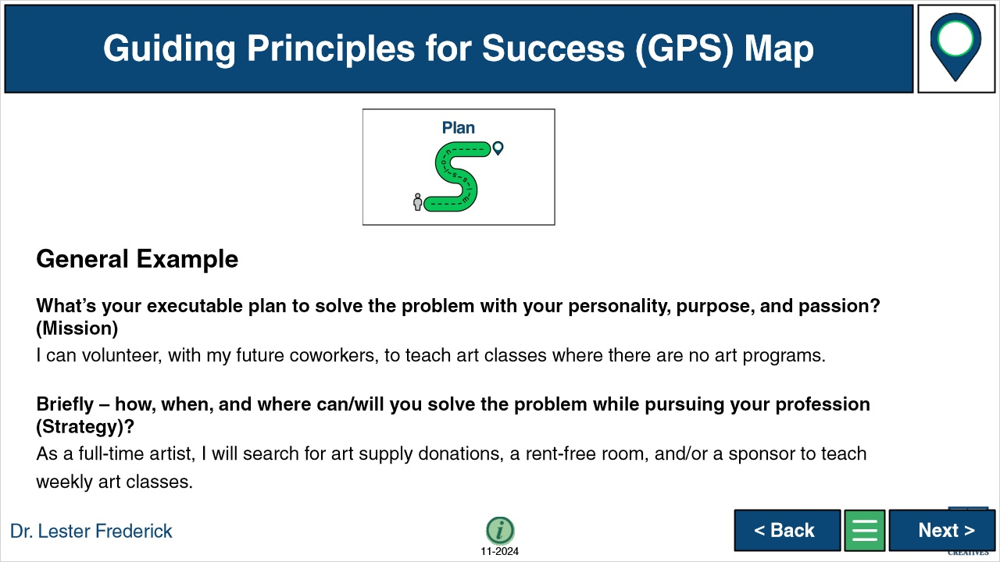 Guiding Principles for Success (GPS) Map
Plan
mission
General Example
What’s your executable plan to solve the problem with your personality, purpose, and passion?
(Mission)
I can volunteer, with my future coworkers, to teach art classes where there are no art programs.
Briefly – how, when, and where can/will you solve the problem while pursuing your profession
(Strategy)?
As a full-time artist, I will search for art supply donations, a rent-free room, and/or a sponsor to teach
weekly art classes.
Dr. Lester Frederick
i
11-2024
< Back
Next >
CREATIVES